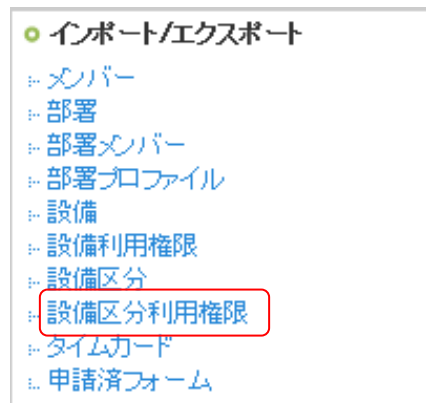 インポート/エクスポート
メンバー
部署
部署メンバー
部署プロファイル
設備
設備利用権限
設備区分
設備区分利用権限
タイムカード
申請済フォーム